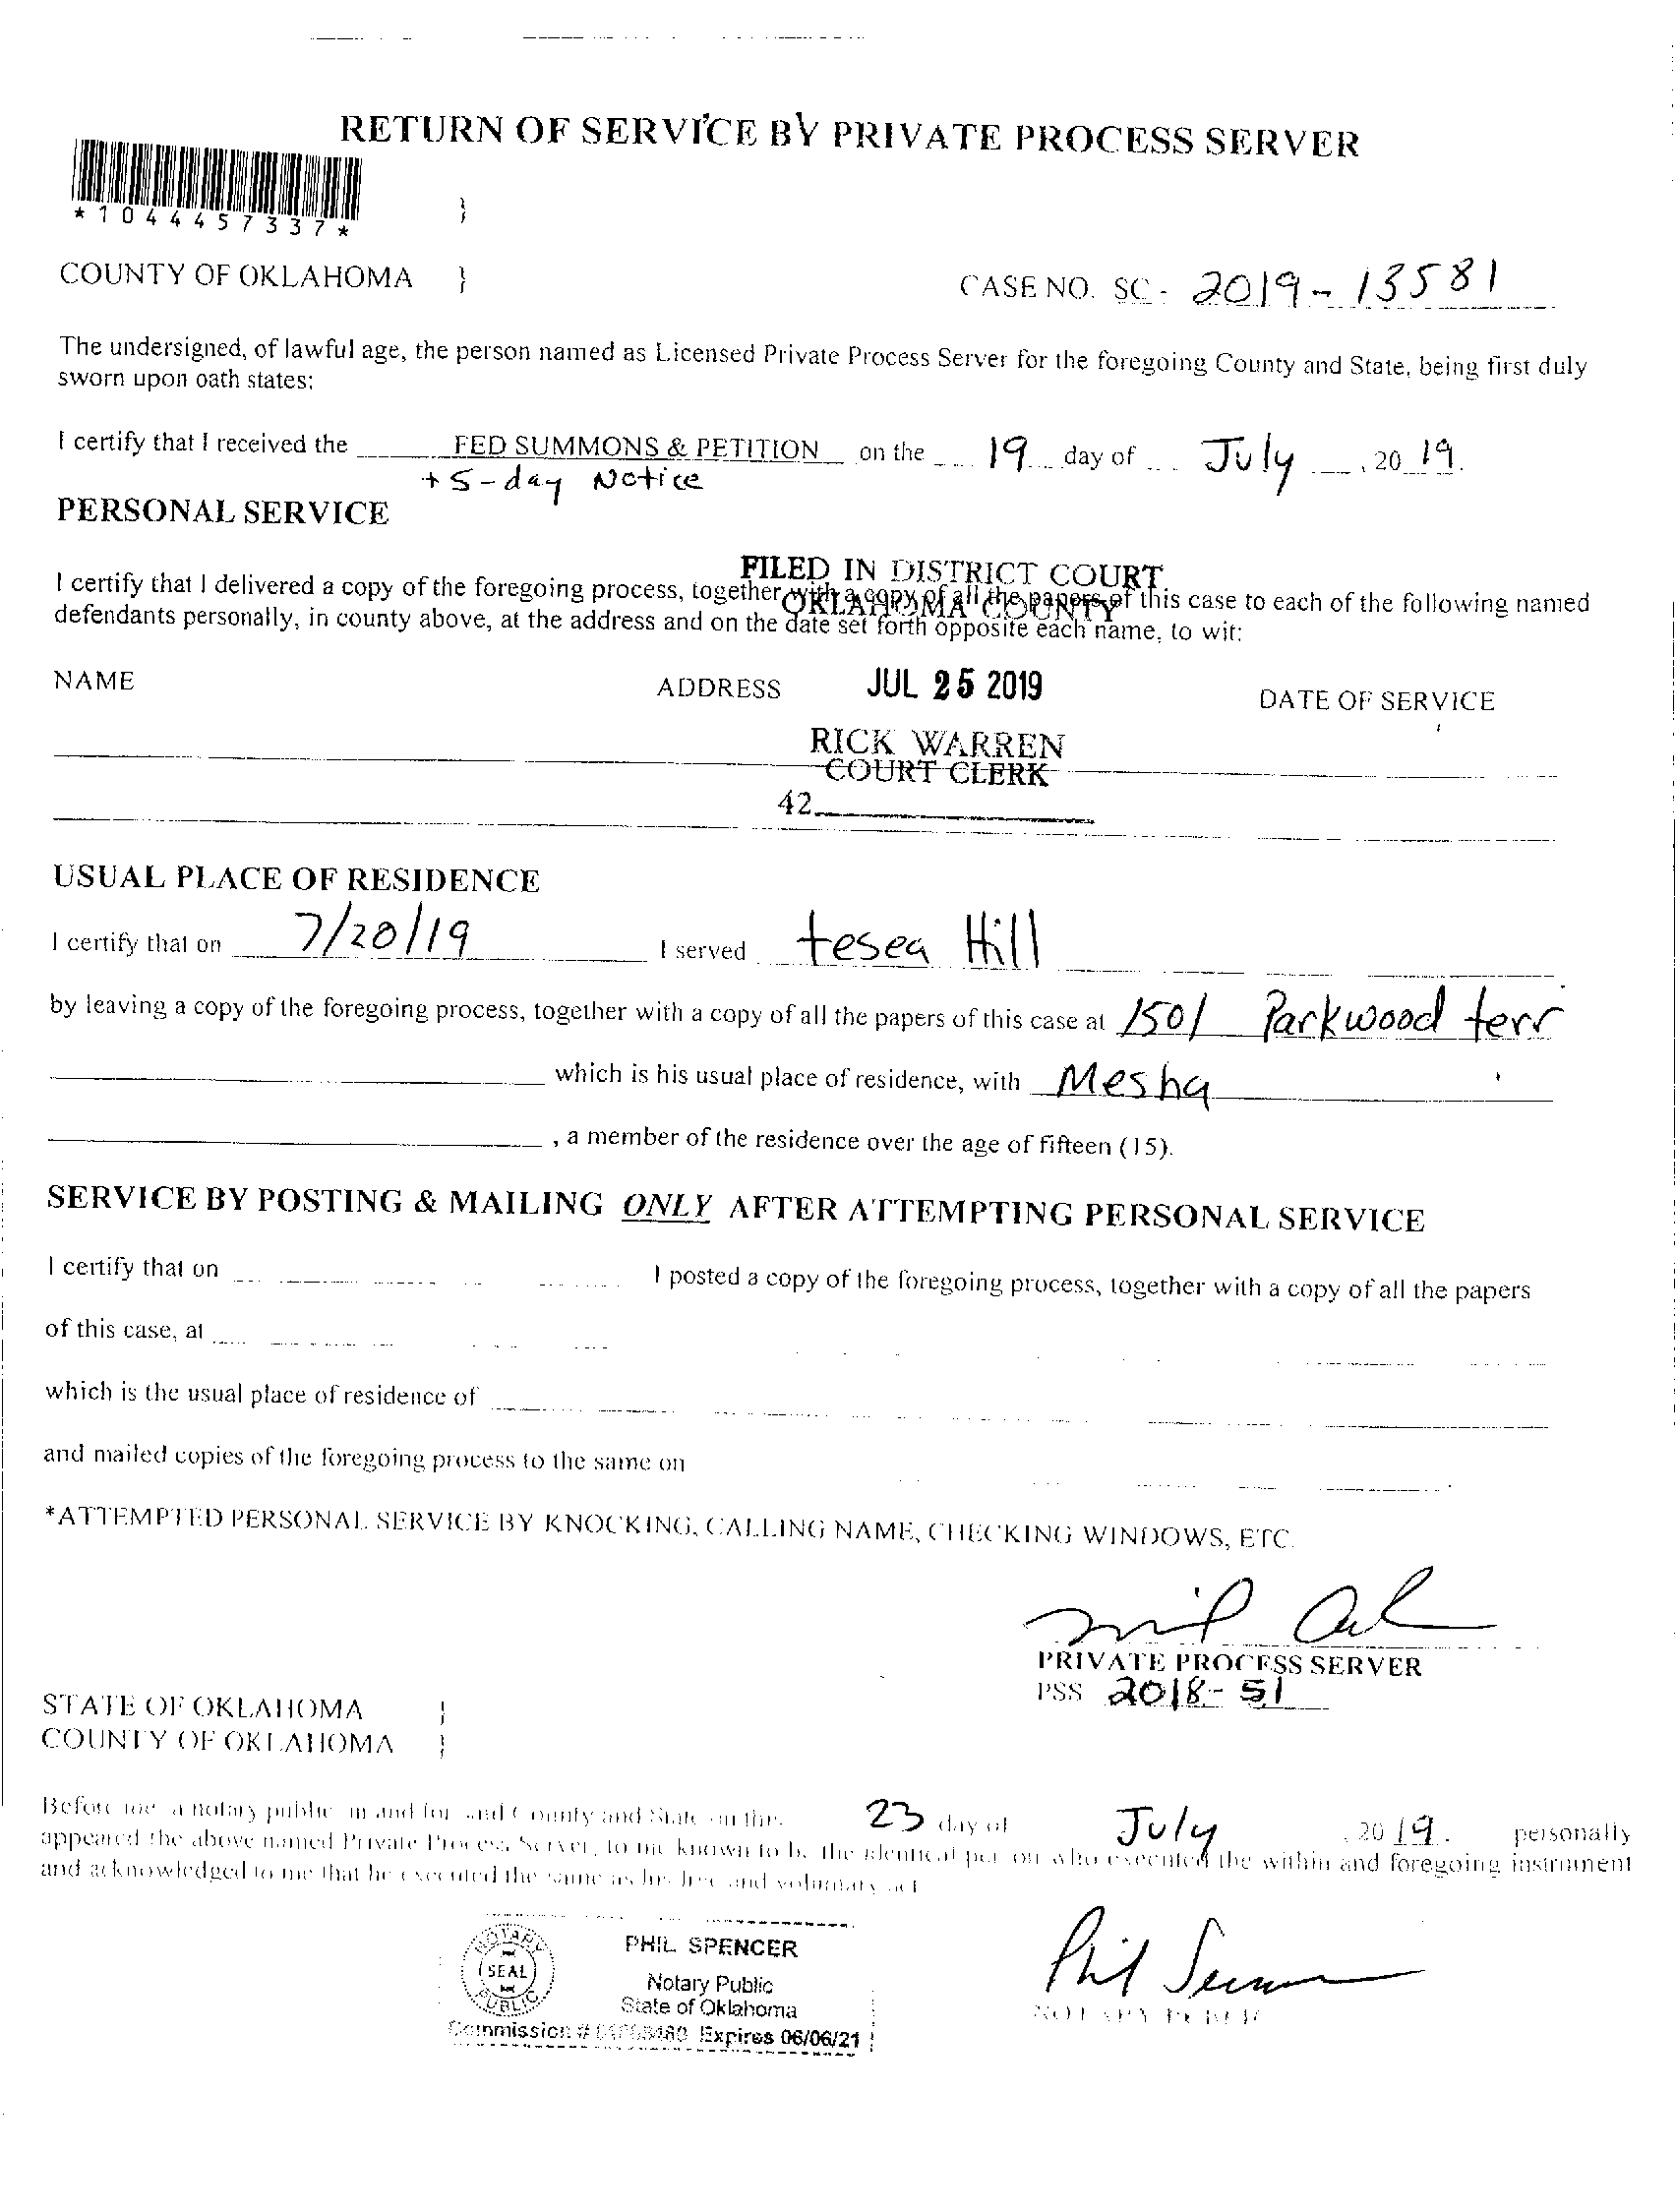 RETURN OF SERVICE BY PRIVATE PROCESS SERVER
*1044457337*
}
COUNTY OF OKLAHOMA } CASE NO. SC - 2019-13581
The undersigned, of lawful age, the person named as Licensed Private Process Server for the foregoing County and State, being first duly
sworn upon oath states:
I certify that I received the FED SUMMONS & PETITION on the 19 day of July, 20 19.
+ 5-day Notice
PERSONAL SERVICE
FILED IN DISTRICT COURT
OKLAHOMA COUNTY
I certify that I delivered a copy of the foregoing process, together with a copy of all the papers of this case to each of the following named
defendants personally, in county above, at the address and on the date set forth opposite each name, to wit:
NAME ADDRESS JUL 25 2019 DATE OF SERVICE
RICK WARREN
COURT CLERK
42
USUAL PLACE OF RESIDENCE
I certify that on 7/20/19 I served tesea Hill
by leaving a copy of the foregoing process, together with a copy of all the papers of this case at 1501 Parkwood terr
which is his usual place of residence, with Mesha
, a member of the residence over the age of fifteen (15).
SERVICE BY POSTING & MAILING ONLY AFTER ATTEMPTING PERSONAL SERVICE
I certify that on I posted a copy of the foregoing process, together with a copy of all the papers
of this case, at
which is the usual place of residence of
and mailed copies of the foregoing process to the same on
*ATTEMPTED PERSONAL SERVICE BY KNOCKING, CALLING NAME, CHECKING WINDOWS, ETC.
PRIVATE PROCESS SERVER
PSS 2018-51
STATE OF OKLAHOMA }
COUNTY OF OKLAHOMA }
Before me a notary public in and for said County and State on this 23 day of July, 20 19. personally
appeared the above named Private Process Server, to me known to be the identical person who executed the within and foregoing instrument
and acknowledged to me that he executed the same as his free and voluntary act
NOTARY SEAL PUBLIC
PHIL SPENCER
Notary Public
State of Oklahoma
Commission # Expires 06/06/21
Phil Spencer
NOTARY PUBLIC